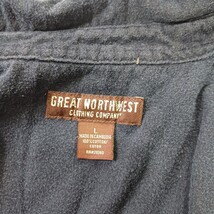 GREAT NORTHWEST
CLOTHING COMPANY
L
MADE IN CAMBODIA
100% COTTON